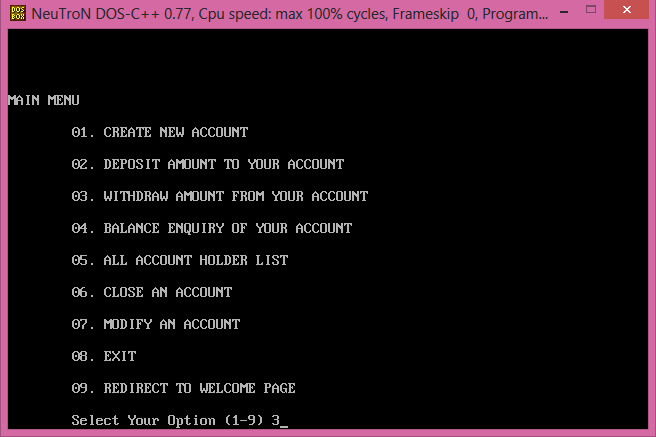 DOS BOX
NeuTroN DOS-C++ 0.77, Cpu speed: max 100% cycles, Frameskip 0, Program...
MAIN MENU
01. CREATE NEW ACCOUNT
02. DEPOSIT AMOUNT TO YOUR ACCOUNT
03. WITHDRAW AMOUNT FROM YOUR ACCOUNT
04. BALANCE ENQUIRY OF YOUR ACCOUNT
05. ALL ACCOUNT HOLDER LIST
06. CLOSE AN ACCOUNT
07. MODIFY AN ACCOUNT
08. EXIT
09. REDIRECT TO WELCOME PAGE
Select Your Option (1-9) 3_